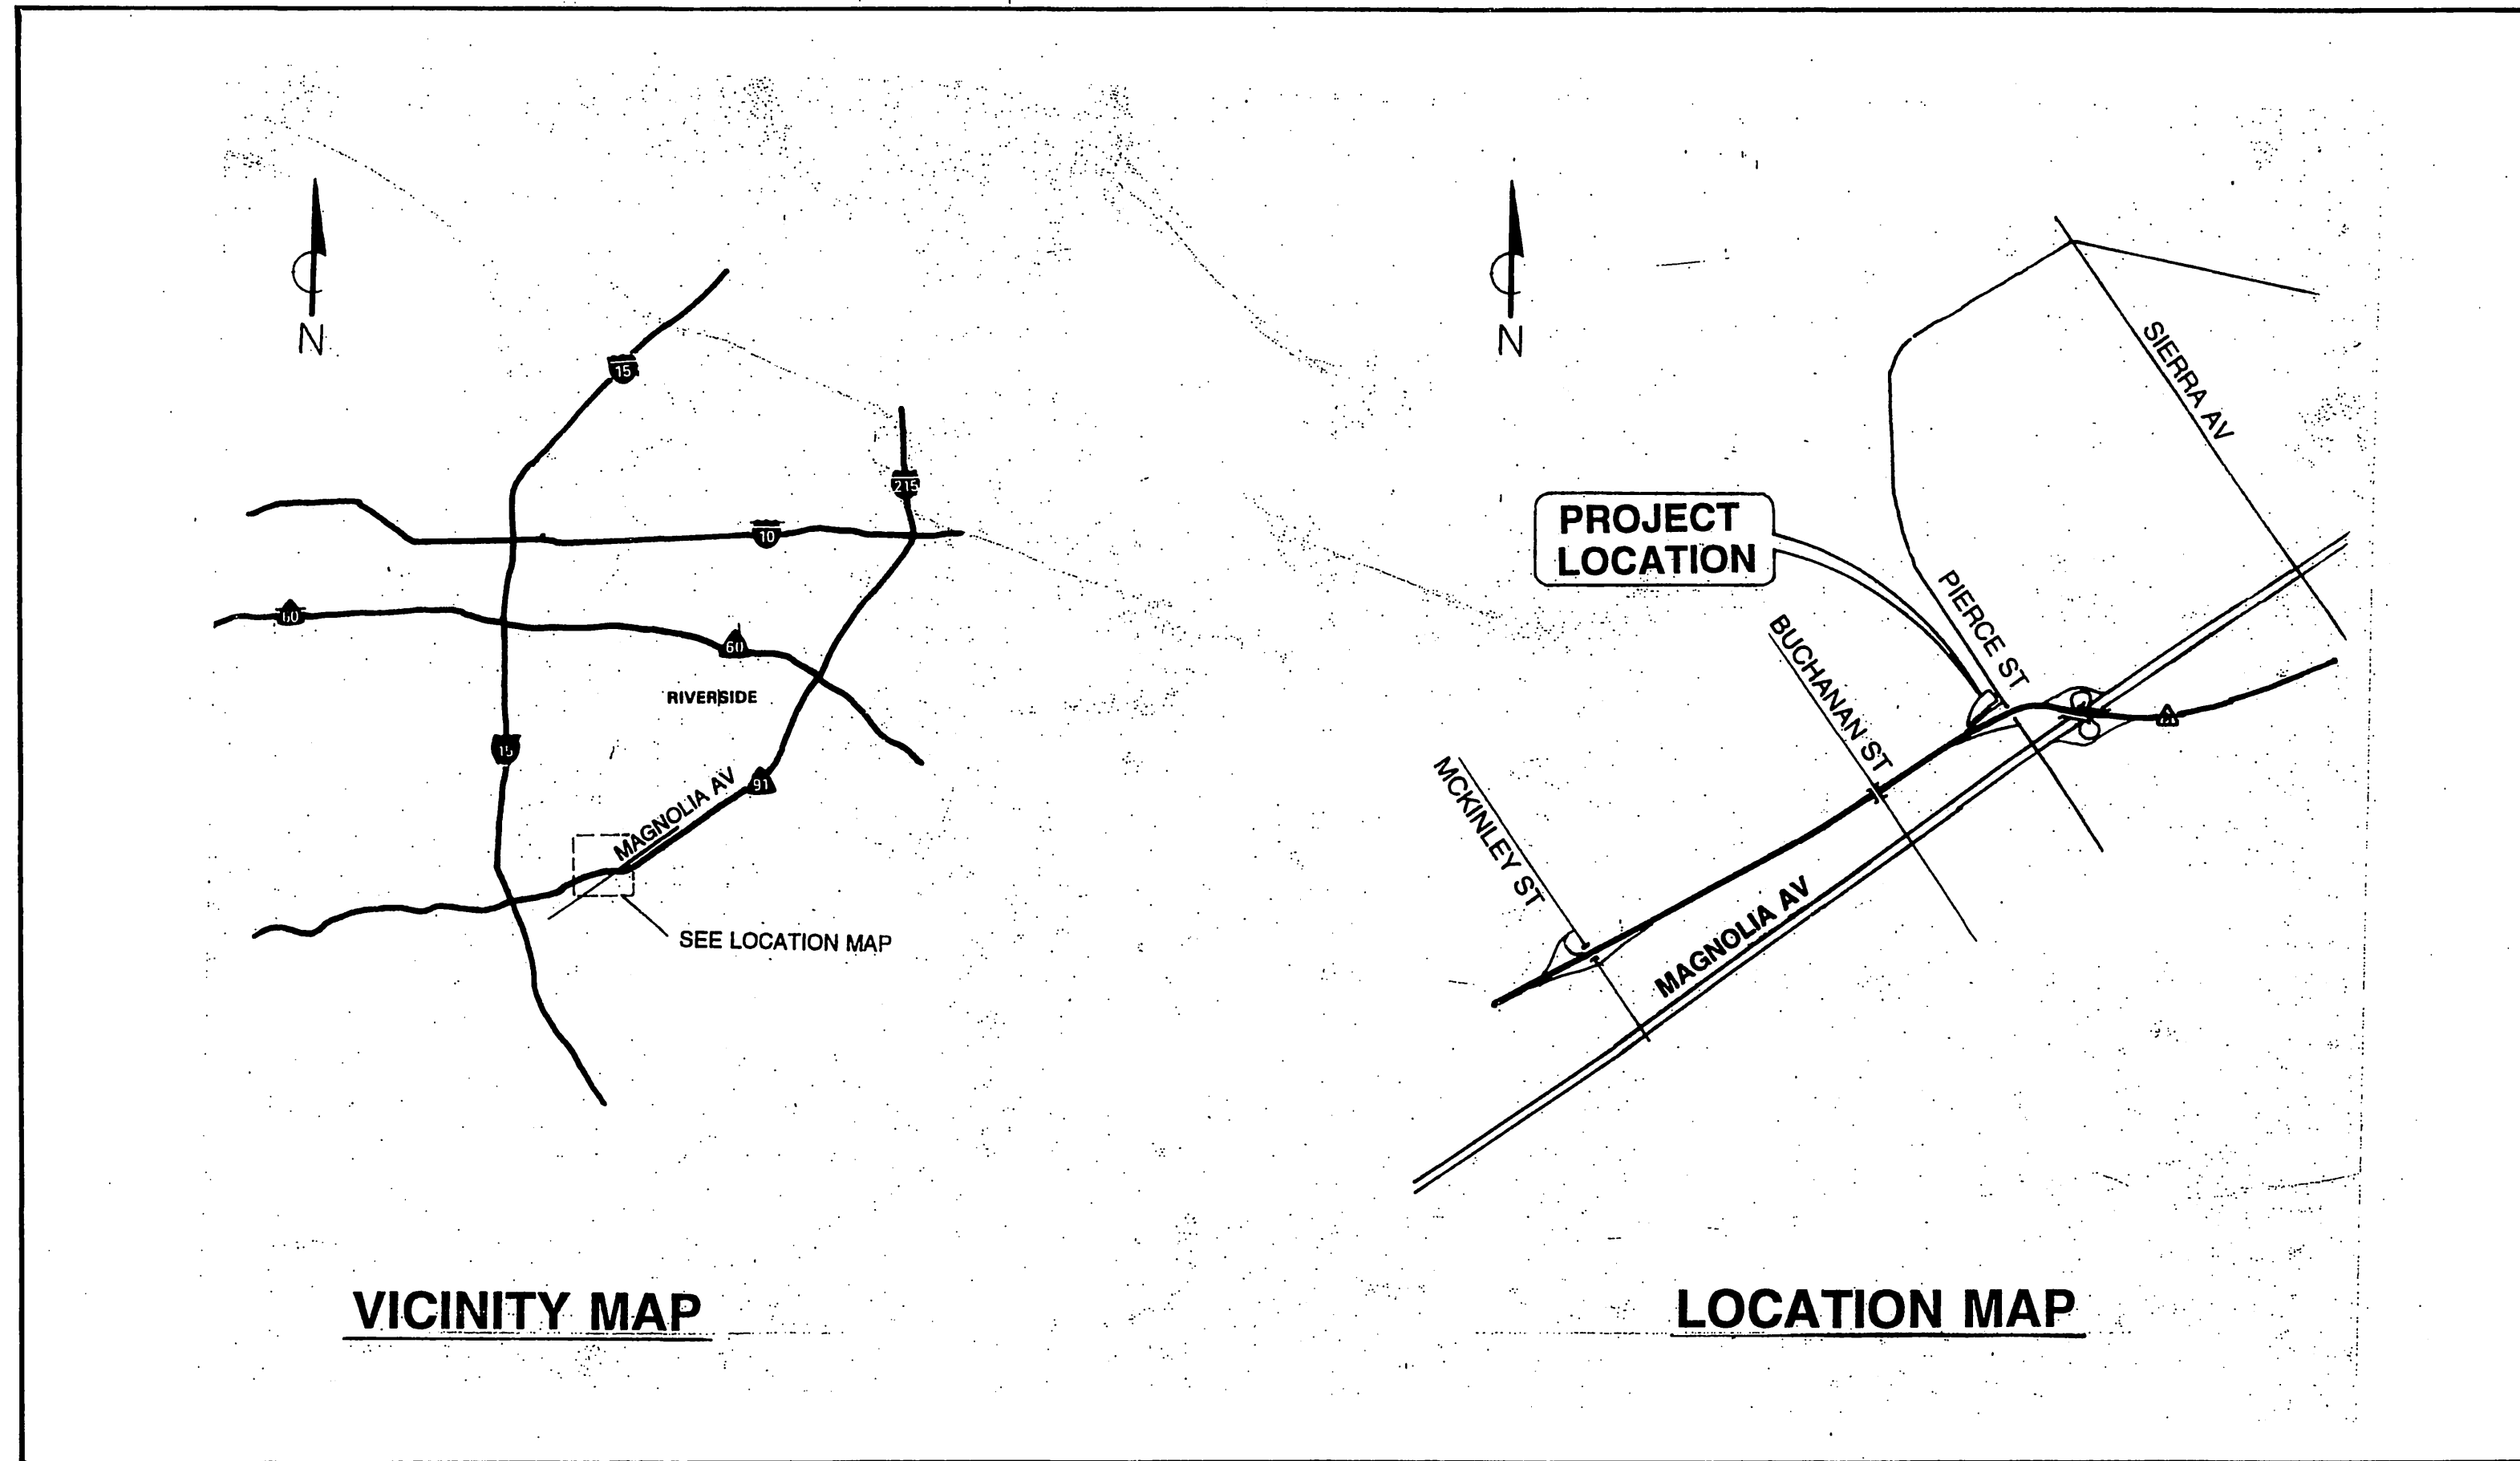 N
15
215
10
60
60
RIVERSIDE
15
91
MAGNOLIA AV
SEE LOCATION MAP
VICINITY MAP
N
SIERRA AV
PROJECT
LOCATION
PIERCE ST
BUCHANAN ST
MCKINLEY ST
MAGNOLIA AV
LOCATION MAP